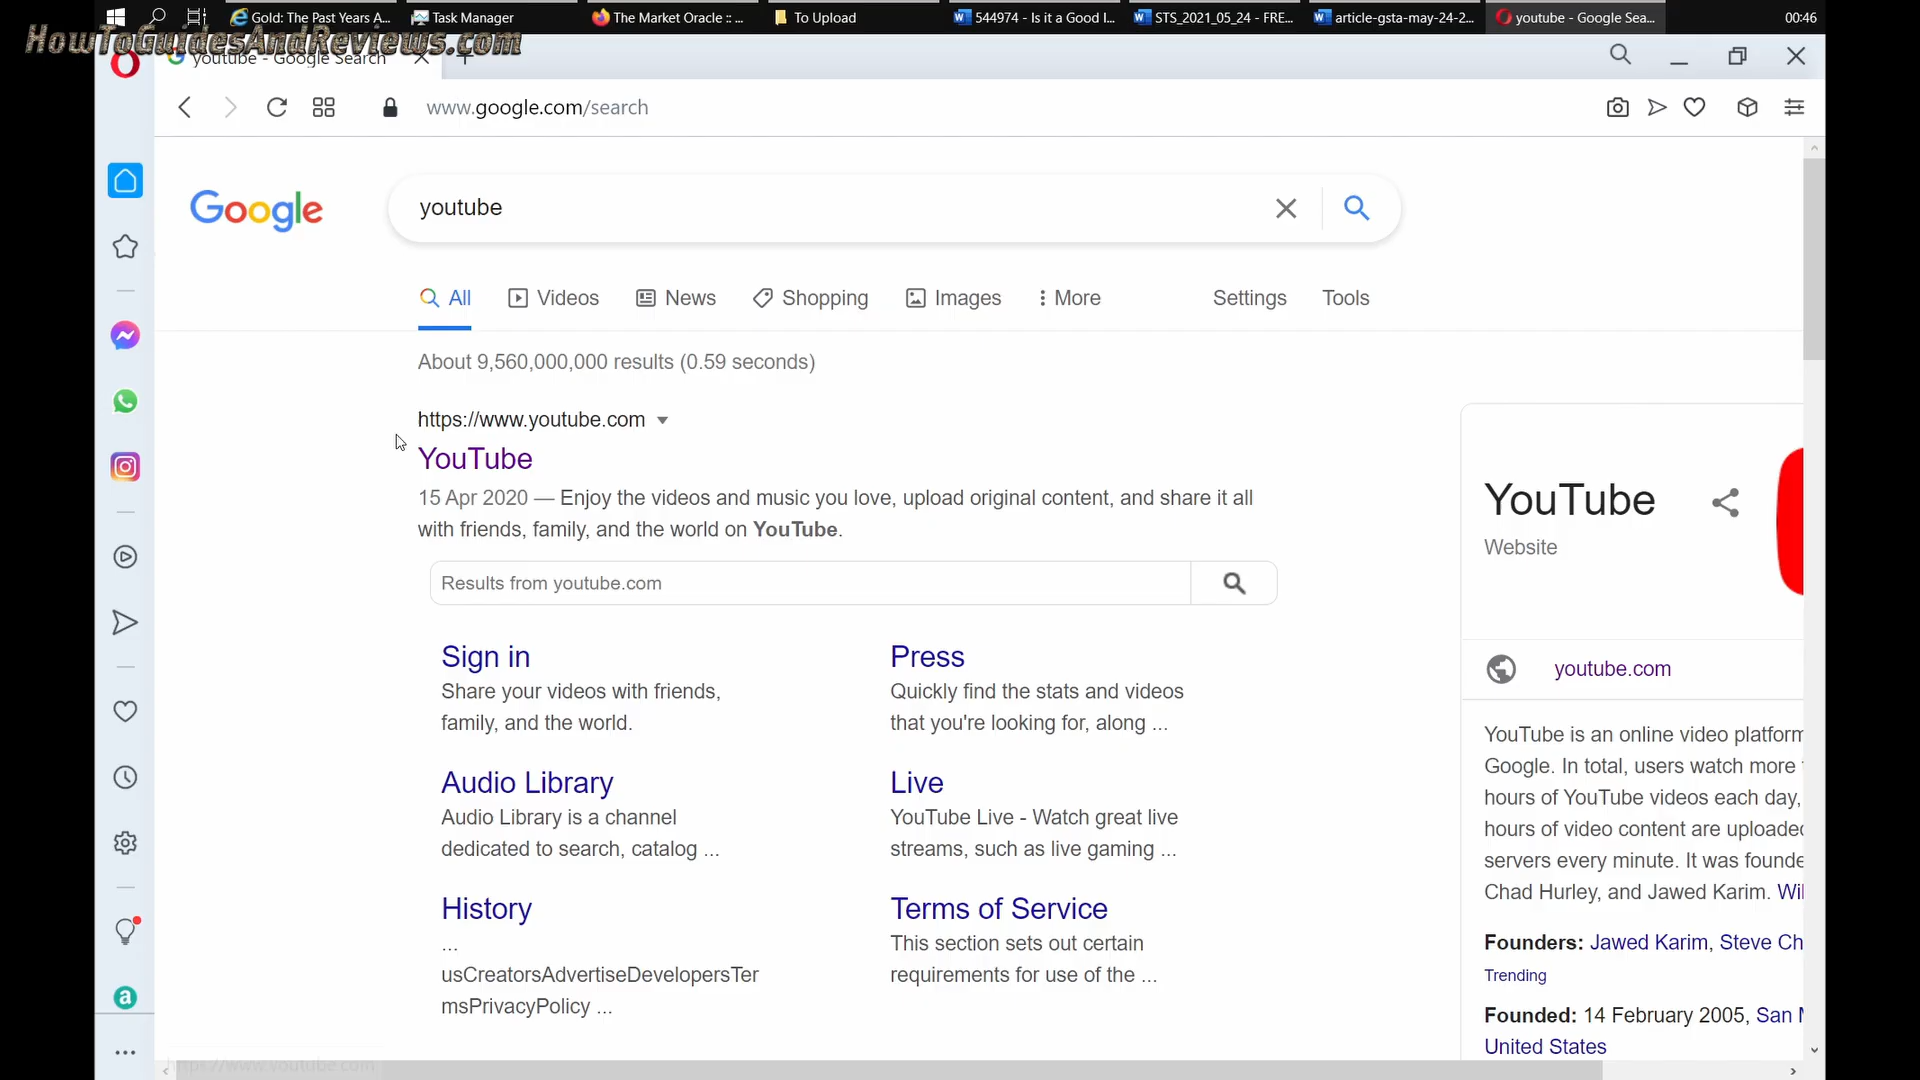 Gold: The Past Years A...
Task Manager
The Market Oracle :: ...
To Upload
544974 - Is it a Good I...
STS_2021_05_24 - FRE...
article-gsta-may-24-2...
youtube - Google Sea...
00:46
HowToGuidesAndReviews.com
youtube - Google Search
www.google.com/search
Google
youtube
All
Videos
News
Shopping
Images
More
Settings
Tools
About 9,560,000,000 results (0.59 seconds)
https://www.youtube.com
YouTube
15 Apr 2020 — Enjoy the videos and music you love, upload original content, and share it all
with friends, family, and the world on YouTube.
Results from youtube.com
Sign in
Share your videos with friends,
family, and the world.
Press
Quickly find the stats and videos
that you're looking for, along ...
Audio Library
Audio Library is a channel
dedicated to search, catalog ...
Live
YouTube Live - Watch great live
streams, such as live gaming ...
History
...
usCreatorsAdvertiseDevelopersTer
msPrivacyPolicy ...
Terms of Service
This section sets out certain
requirements for use of the ...
YouTube
Website
youtube.com
YouTube is an online video platform
Google. In total, users watch more
hours of YouTube videos each day,
hours of video content are uploaded
servers every minute. It was founde
Chad Hurley, and Jawed Karim. Wil
Founders: Jawed Karim, Steve Ch
Trending
Founded: 14 February 2005, San M
United States
https://www.youtube.com